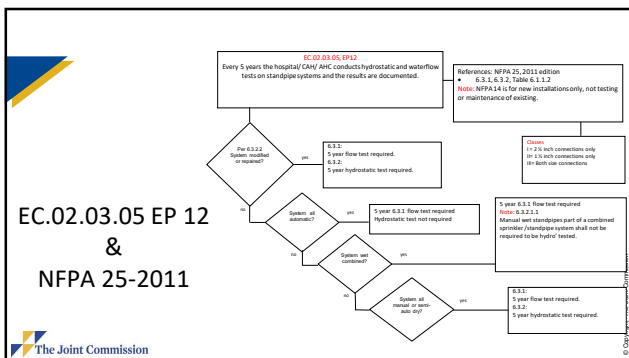 EC.02.03.05, EP12
Every 5 years the hospital/ CAH/ AHC conducts hydrostatic and waterflow
tests on standpipe systems and the results are documented.
References: NFPA 25, 2011 edition
• 6.3.1, 6.3.2, Table 6.1.1.2
Note: NFPA14 is for new installations only, not testing
or maintenance of existing.
Classes
I = 2 ½ inch connections only
II= 1 ½ inch connections only
III= Both size connections
Per 6.3.2.2
System modified
or repaired?
yes
6.3.1:
5 year flow test required.
6.3.2:
5 year hydrostatic test required.
no
System all
automatic?
yes
5 year 6.3.1 flow test required
Hydrostatic test not required
5 year 6.3.1 flow test required
Note: 6.3.2.1.1
Manual wet standpipes part of a combined
sprinkler /standpipe system shall not be
required to be hydro' tested.
no
System wet
combined?
yes
no
System all
manual or semi-
auto dry?
yes
6.3.1:
5 year flow test required.
6.3.2:
5 year hydrostatic test required.
EC.02.03.05 EP 12
&
NFPA 25-2011
The Joint Commission
© Copyright, The Joint Commission